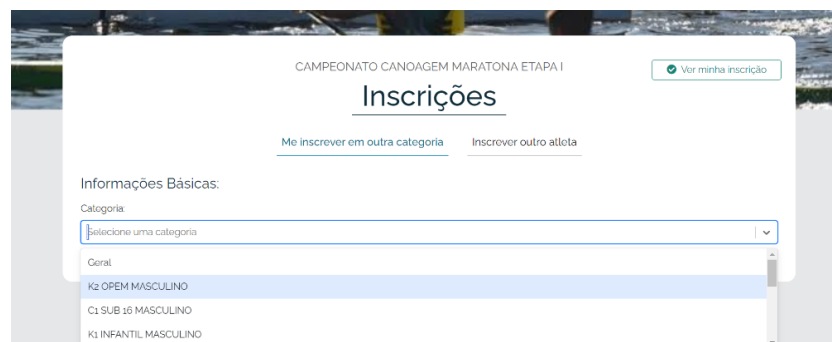 CAMPEONATO CANOAGEM MARATONA ETAPA I
Ver minha inscrição
Inscrições
Me inscrever em outra categoria
Inscrever outro atleta
Informações Básicas:
Categoria:
Selecione uma categoria
Geral
K2 OPEM MASCULINO
C1 SUB 16 MASCULINO
K1 INFANTIL MASCULINO